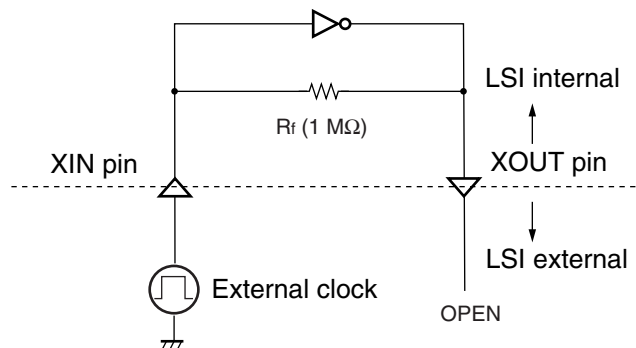 LSI internal
Rf (1 MΩ)
XIN pin
XOUT pin
LSI external
External clock
OPEN